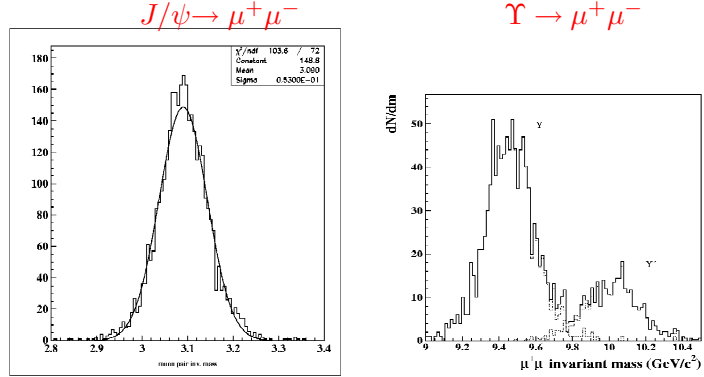 J/ψ→ μ⁺μ⁻
χ²/ndf 103.6 / 72
Constant 148.8
Mean 3.090
Sigma 0.5300E-01
180
160
140
120
100
80
60
40
20
0
2.8 2.9 3 3.1 3.2 3.3 3.4
muon pair inv. mass
Υ → μ⁺μ⁻
dN/dm
50
40
30
20
10
0
Υ
Υ'
9 9.2 9.4 9.6 9.8 10 10.2 10.4
μ⁺μ⁻ invariant mass (GeV/c²)